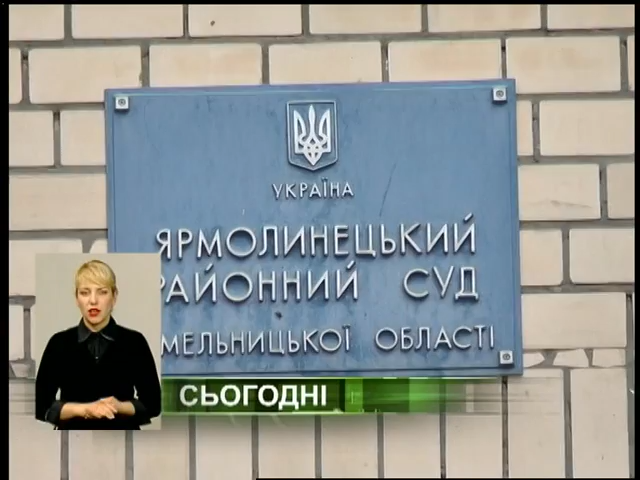 УКРАЇНА
ЯРМОЛИНЕЦЬКИЙ
РАЙОННИЙ СУД
МЕЛЬНИЦЬКОЇ ОБЛАСТІ
СЬОГОДНІ